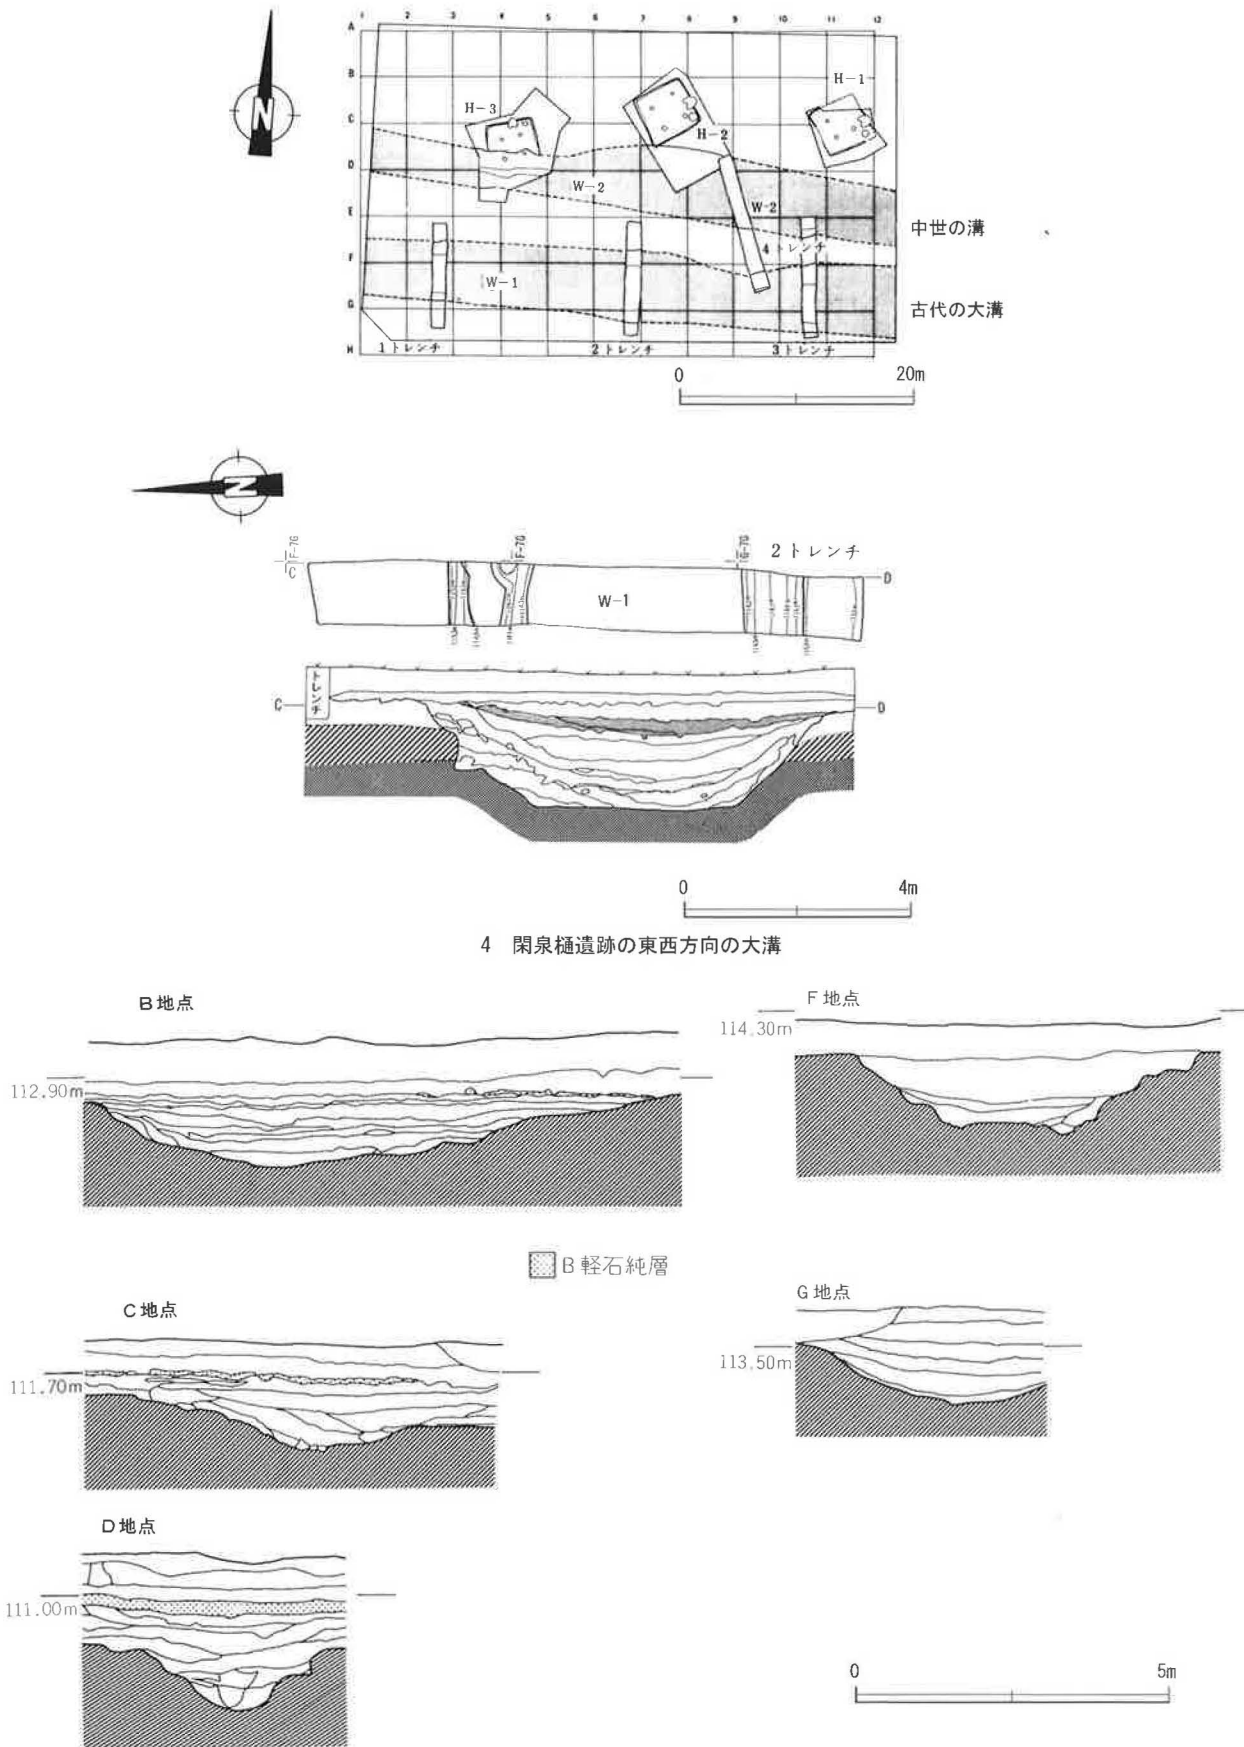 1 2 3 4 5 6 7 8 9 10 11 12
A
B
C
D
E
F
G
H
N
H-1
H-2
H-3
W-2
W-2
W-1
4トレンチ
中世の溝
古代の大溝
1トレンチ
2トレンチ
3トレンチ
0 20m
N
F-7G
F-7G
G-7G
2トレンチ
C
D
W-1
トレンチ
C
D
0 4m
4 閑泉樋遺跡の東西方向の大溝
B地点
112.90m
F地点
114.30m
B軽石純層
C地点
111.70m
G地点
113.50m
D地点
111.00m
0 5m